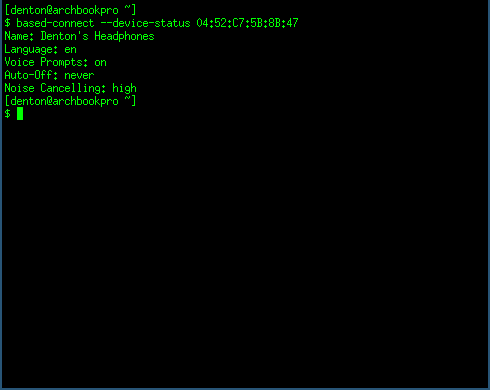 [denton@archbookpro ~]
$ based-connect --device-status 04:52:C7:5B:8B:47
Name: Denton's Headphones
Language: en
Voice Prompts: on
Auto-Off: never
Noise Cancelling: high
[denton@archbookpro ~]
$